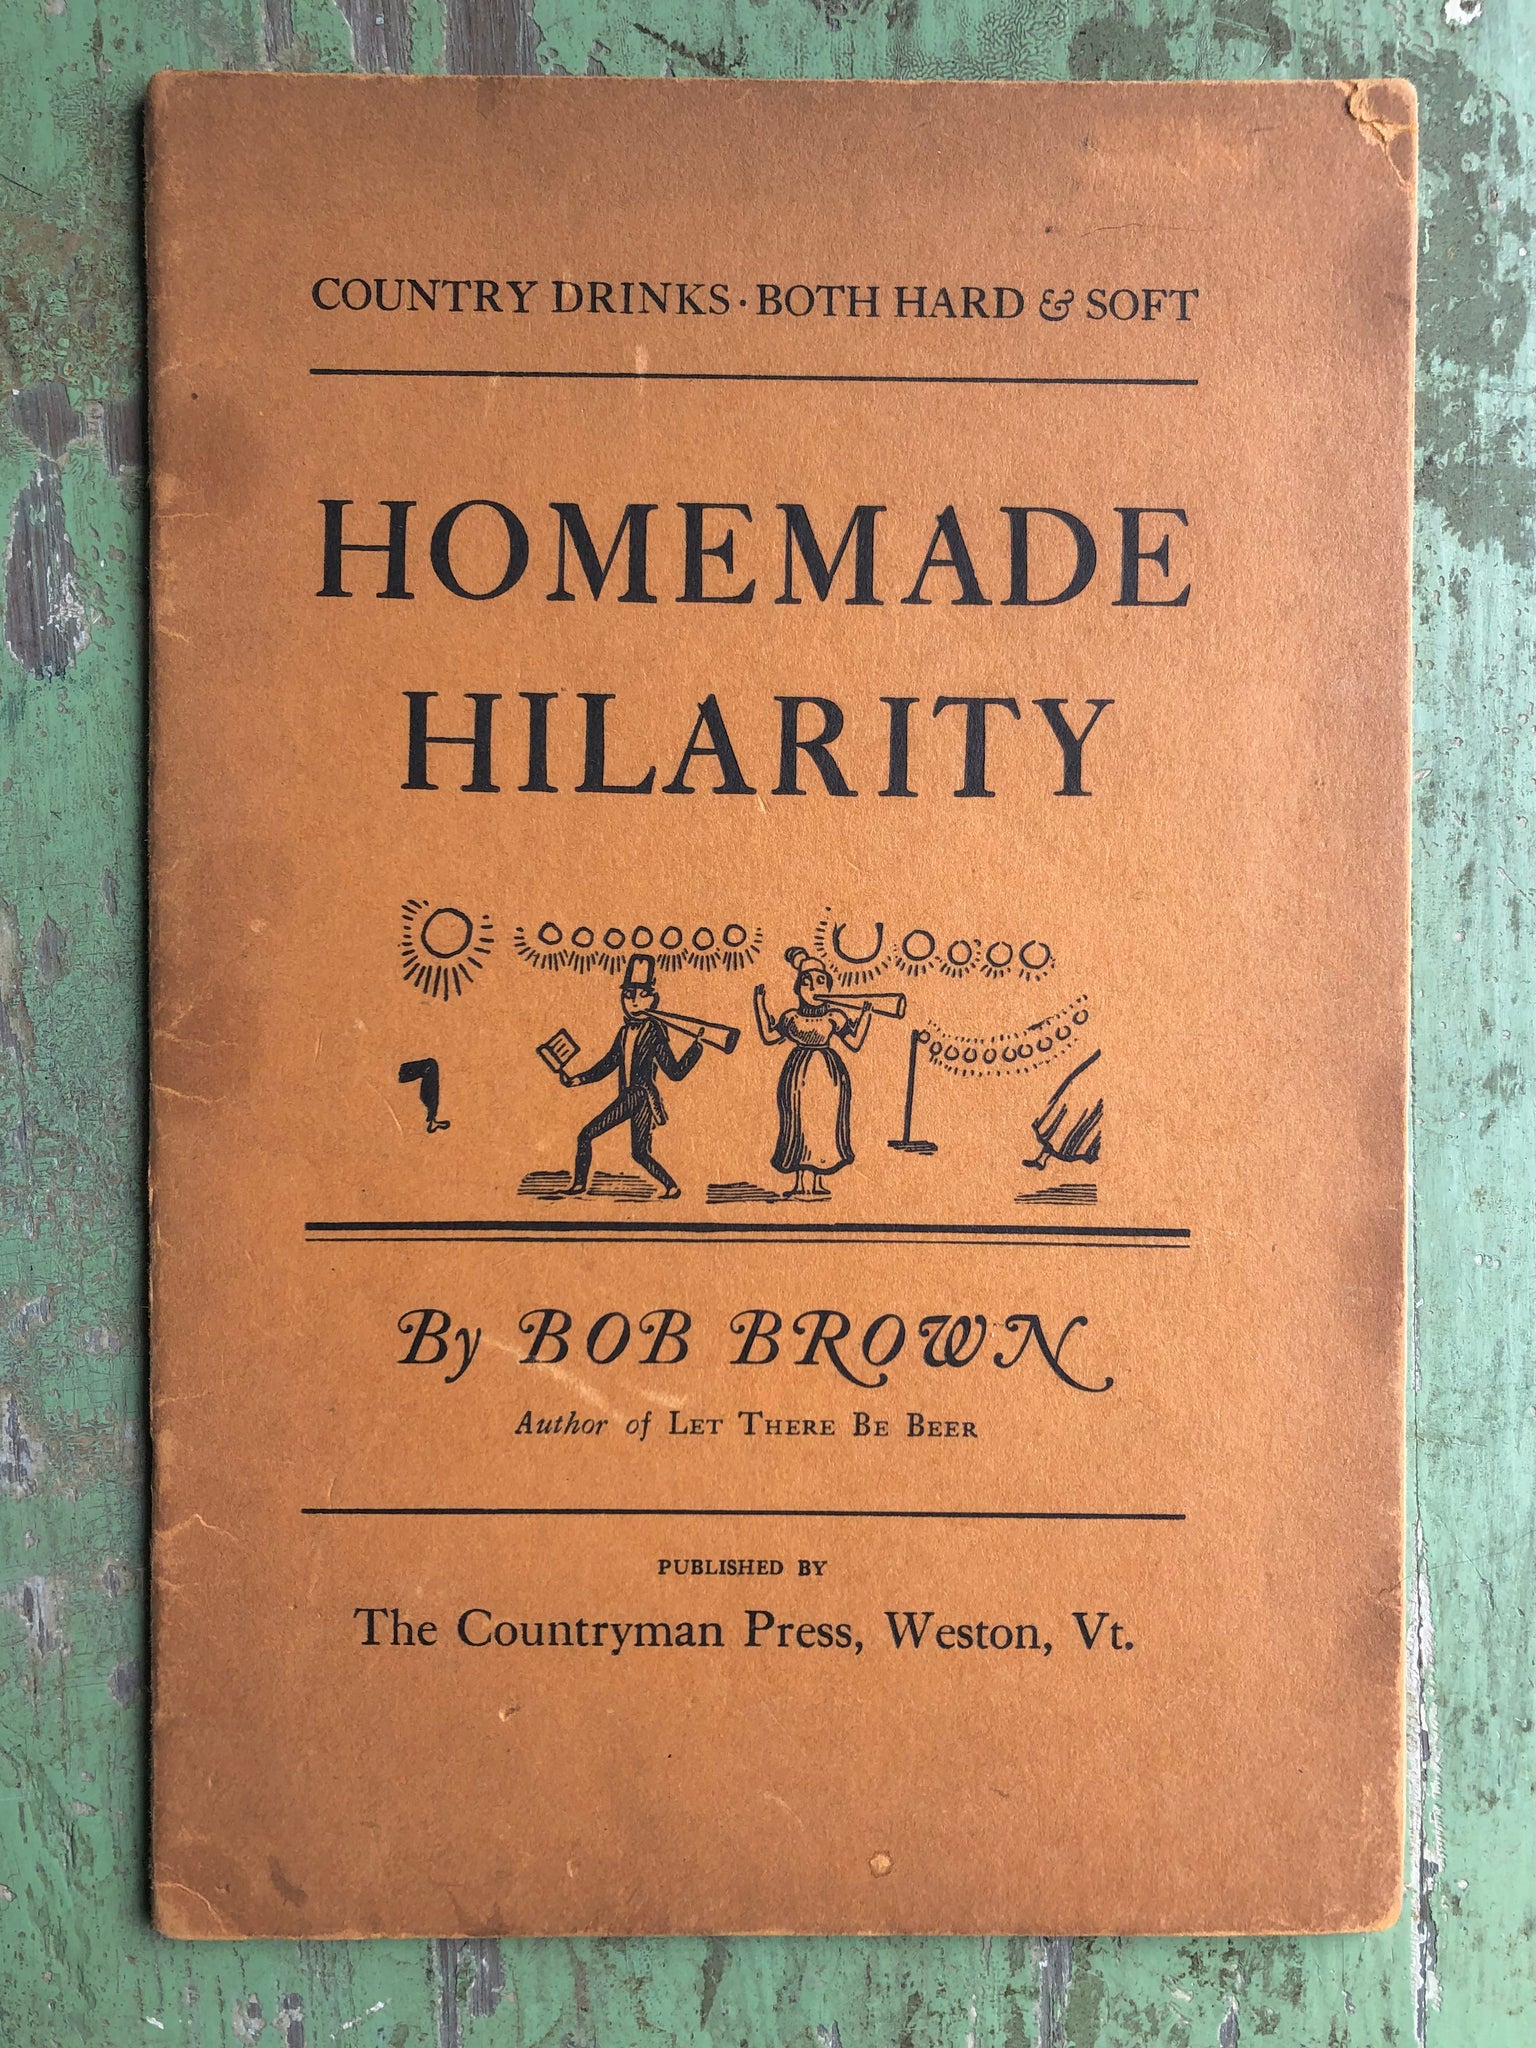 COUNTRY DRINKS · BOTH HARD & SOFT
HOMEMADE
HILARITY
By BOB BROWN
Author of LET THERE BE BEER
PUBLISHED BY
The Countryman Press, Weston, Vt.